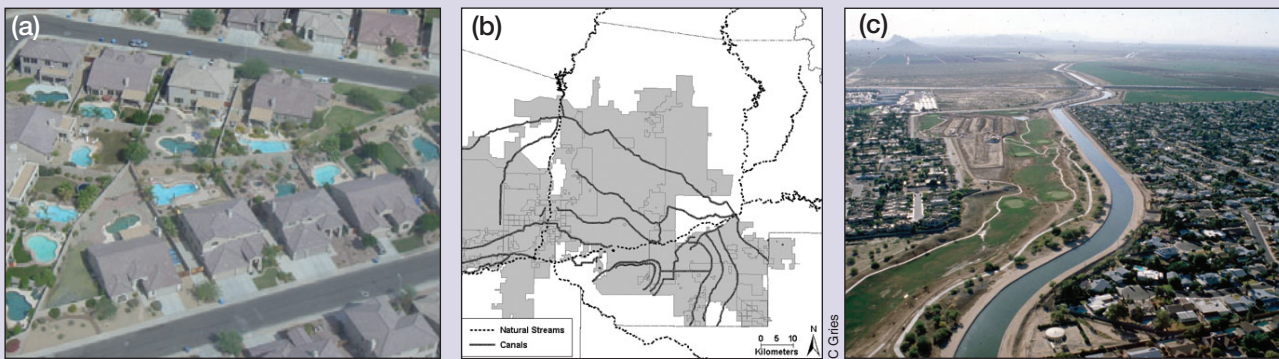 (a)
(b)
(c)
Natural Streams
Canals
0 5 10
Kilometers
N
C Gries